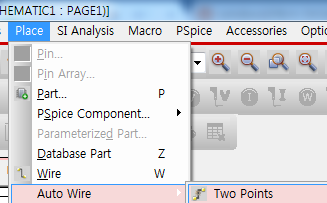 HEMATIC1 : PAGE1)]
Place SI Analysis Macro PSpice Accessories Option
Pin...
Pin Array...
Part... P
PSpice Component...
Parameterized Part...
Database Part Z
Wire W
Auto Wire Two Points